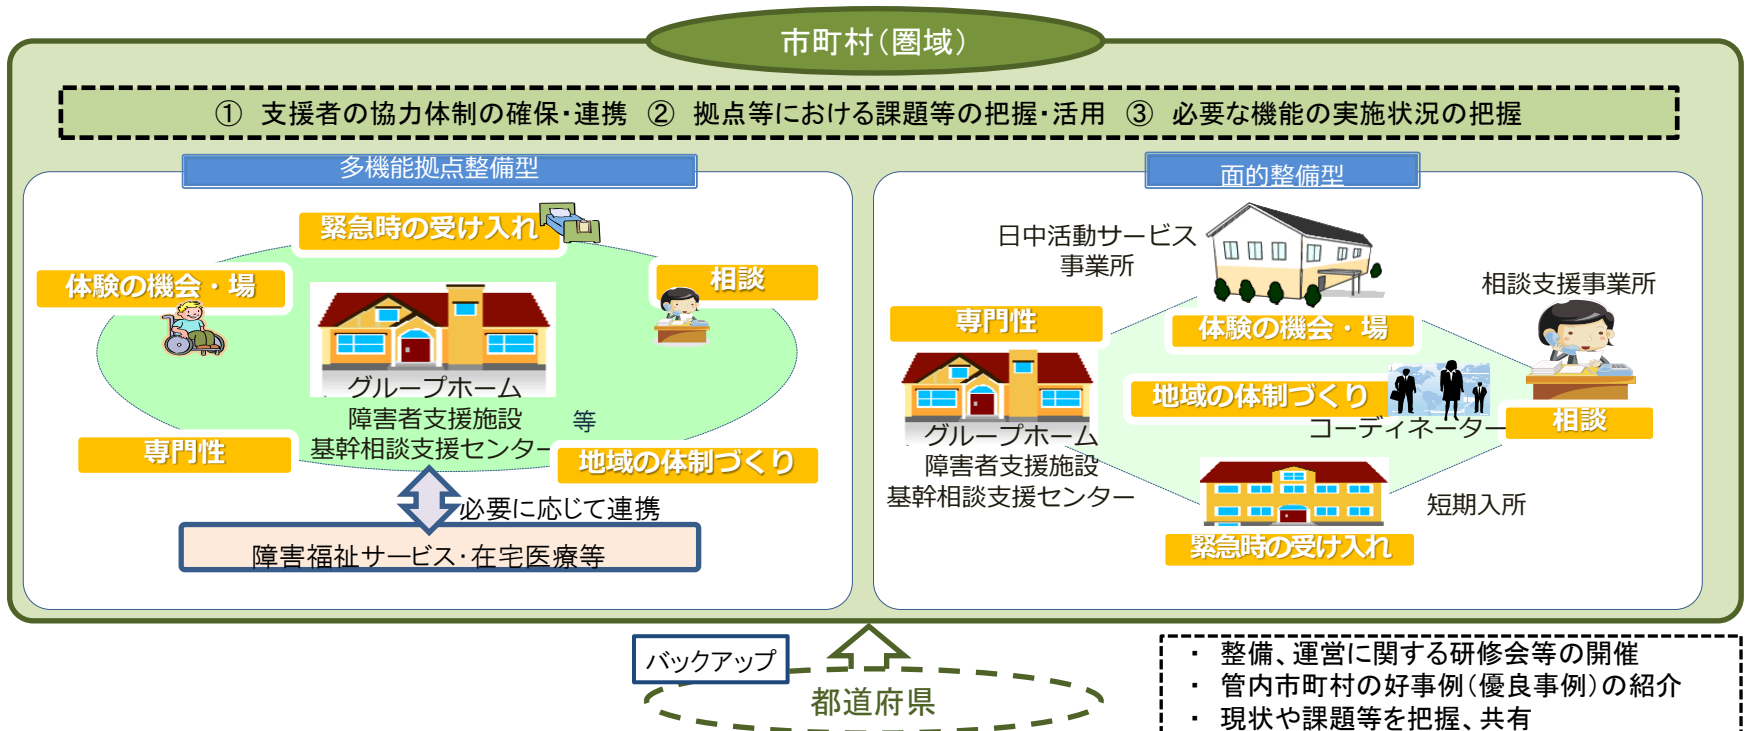 市町村（圏域）
① 支援者の協力体制の確保・連携 ② 拠点等における課題等の把握・活用 ③ 必要な機能の実施状況の把握
多機能拠点整備型
緊急時の受け入れ
体験の機会・場
相談
グループホーム
障害者支援施設
基幹相談支援センター
等
専門性
地域の体制づくり
必要に応じて連携
障害福祉サービス・在宅医療等
面的整備型
日中活動サービス
事業所
相談支援事業所
専門性
体験の機会・場
地域の体制づくり
コーディネーター
相談
グループホーム
障害者支援施設
基幹相談支援センター
短期入所
緊急時の受け入れ
バックアップ
都道府県
・ 整備、運営に関する研修会等の開催
・ 管内市町村の好事例（優良事例）の紹介
・ 現状や課題等を把握、共有